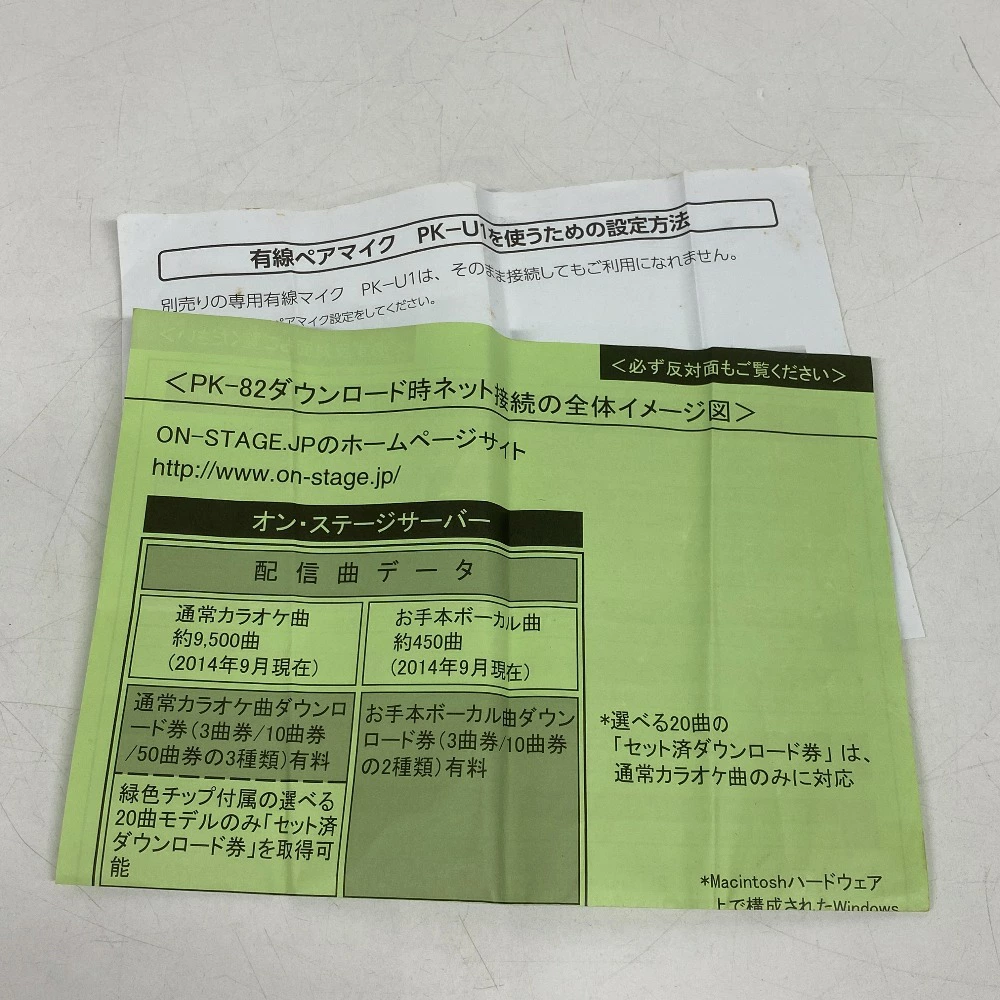 有線ペアマイク PK-U1を使うための設定方法
別売りの専用有線マイク PK-U1は、そのまま接続してもご利用になれません。
ペアマイク設定をしてください。
<必ず反対面もご覧ください>
<PK-82ダウンロード時ネット接続の全体イメージ図>
ON-STAGE.JPのホームページサイト
http://www.on-stage.jp/
オン・ステージサーバー
配信曲データ
通常カラオケ曲
約9,500曲
(2014年9月現在)
お手本ボーカル曲
約450曲
(2014年9月現在)
通常カラオケ曲ダウンロ
ード券(3曲券/10曲券
/50曲券の3種類)有料
お手本ボーカル曲ダウン
ロード券(3曲券/10曲券
の2種類)有料
緑色チップ付属の選べる
20曲モデルのみ「セット済
ダウンロード券」を取得可
能
*選べる20曲の
「セット済ダウンロード券」は、
通常カラオケ曲のみに対応
*Macintoshハードウェア
上で構成されたWindows